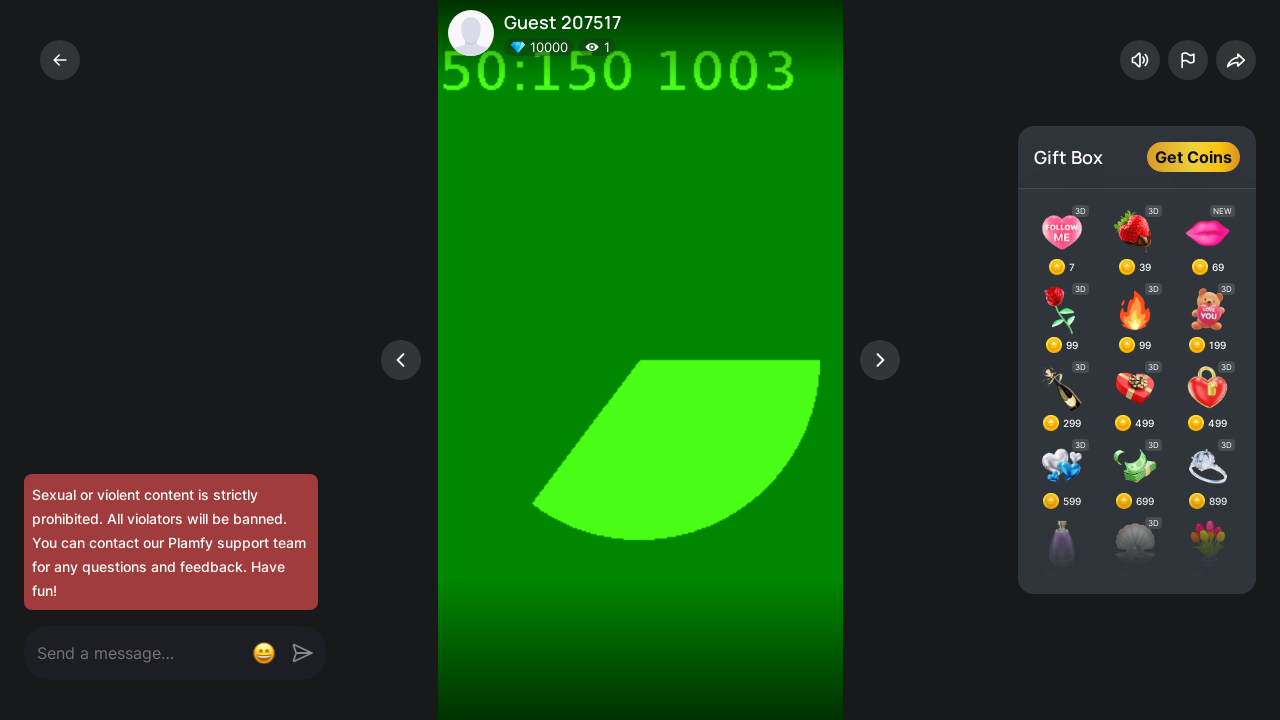 Guest 207517
10000 1
50:150 1003
Gift Box
Get Coins
3D 3D NEW
FOLLOW ME
7 39 69
3D 3D 3D
LOVE YOU
99 99 199
3D 3D 3D
299 499 499
3D 3D 3D
599 699 899
3D
Sexual or violent content is strictly
prohibited. All violators will be banned.
You can contact our Plamfy support team
for any questions and feedback. Have
fun!
Send a message...